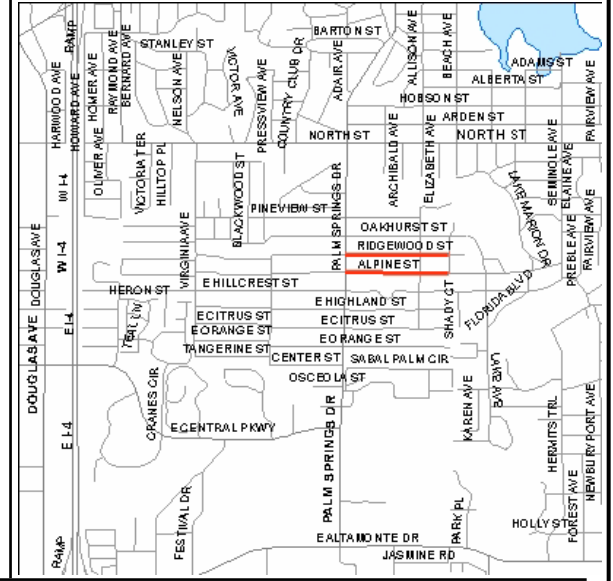 RAMP
BARTON ST
STANLEY ST
HARWOOD AVE
HOWARD AVE
HOMER AVE
RAYMOND AVE
BERNARD AVE
NELSON AVE
VICTOR AVE
PRESSVIEW AVE
COUNTRY CLUB DR
ADAIR AVE
ALLISON AVE
BEACH AVE
ADAMS ST
ALBERTA ST
HOBSON ST
ARDEN ST
NORTH ST
NORTH ST
FAIRVIEW AVE
OLIVER AVE
VICTORIA TER
HILLTOP PL
BLACKWOOD ST
ARCHIBALD AVE
ELIZABETH AVE
SEMINOLE AVE
ELAINE AVE
W I-4
PINEVIEW ST
PALM SPRINGS DR
LAKE MARION DR
OAKHURST ST
RIDGEWOOD ST
ALPINE ST
PREBLE AVE
FAIRVIEW AVE
DOUGLAS AVE
W I-4
VIRGINIA AVE
HERON ST
E HILLCREST ST
E HIGHLAND ST
SHADY CT
FLORIDA BLVD
DOUGLAS AVE
E I-4
TEAL LN
E CITRUS ST
E CITRUS ST
E ORANGE ST
E ORANGE ST
TANGERINE ST
CENTER ST
SABAL PALM CIR
OSCEOLA ST
LAKE AVE
CRANES CIR
KAREN AVE
E I-4
E CENTRAL PKWY
PALM SPRINGS DR
HERMITS TRL
NEWBURYPORT AVE
FOREST AVE
FESTIVAL DR
PARK PL
HOLLY ST
E ALTAMONTE DR
JASMINE RD
RAMP